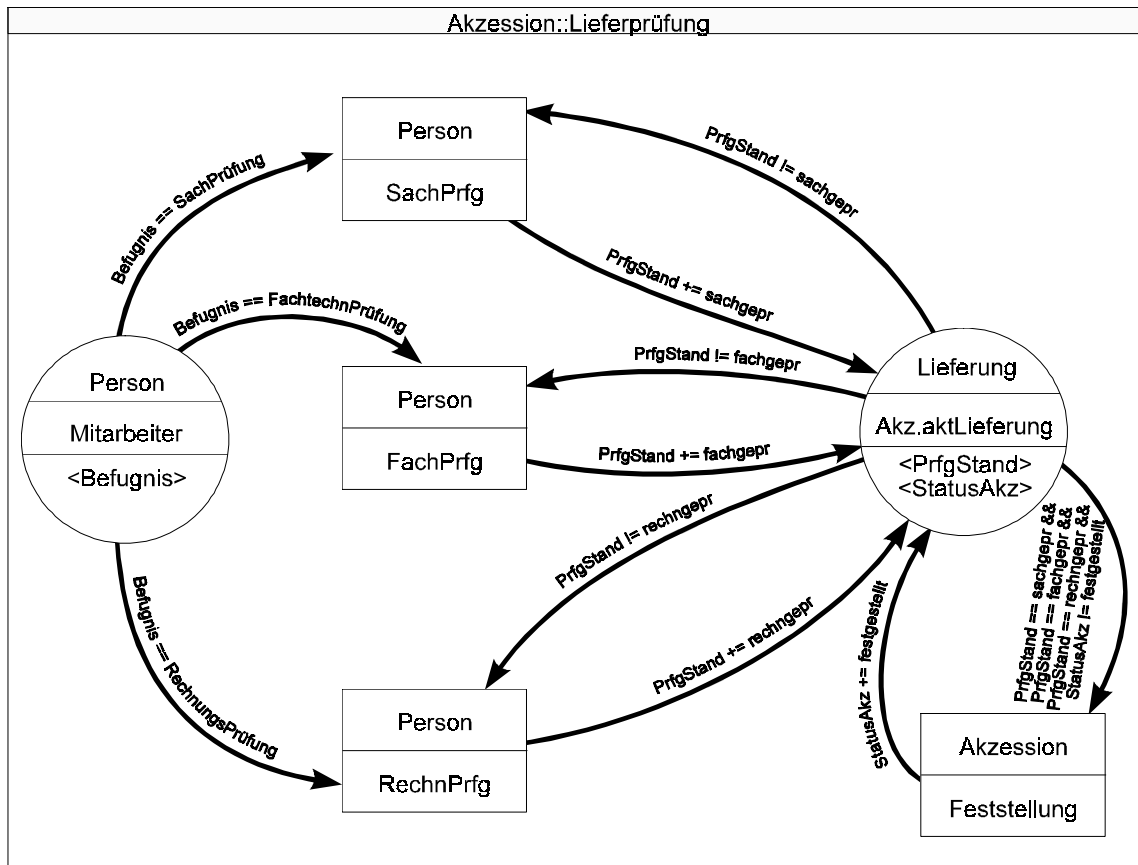 Akzession::Lieferprüfung
Person
SachPrfg
PrfgStand != sachgepr
Befugnis == SachPrüfung
PrfgStand += sachgepr
Befugnis == FachtechnPrüfung
Person
Mitarbeiter
<Befugnis>
Person
FachPrfg
PrfgStand != fachgepr
PrfgStand += fachgepr
Lieferung
Akz.aktLieferung
<PrfgStand>
<StatusAkz>
PrfgStand != rechngepr
PrfgStand += rechngepr
Befugnis == RechnungsPrüfung
Person
RechnPrfg
StatusAkz += festgestellt
PrfgStand == sachgepr &&
PrfgStand == fachgepr &&
PrfgStand == rechngepr &&
StatusAkz != festgestellt
Akzession
Feststellung